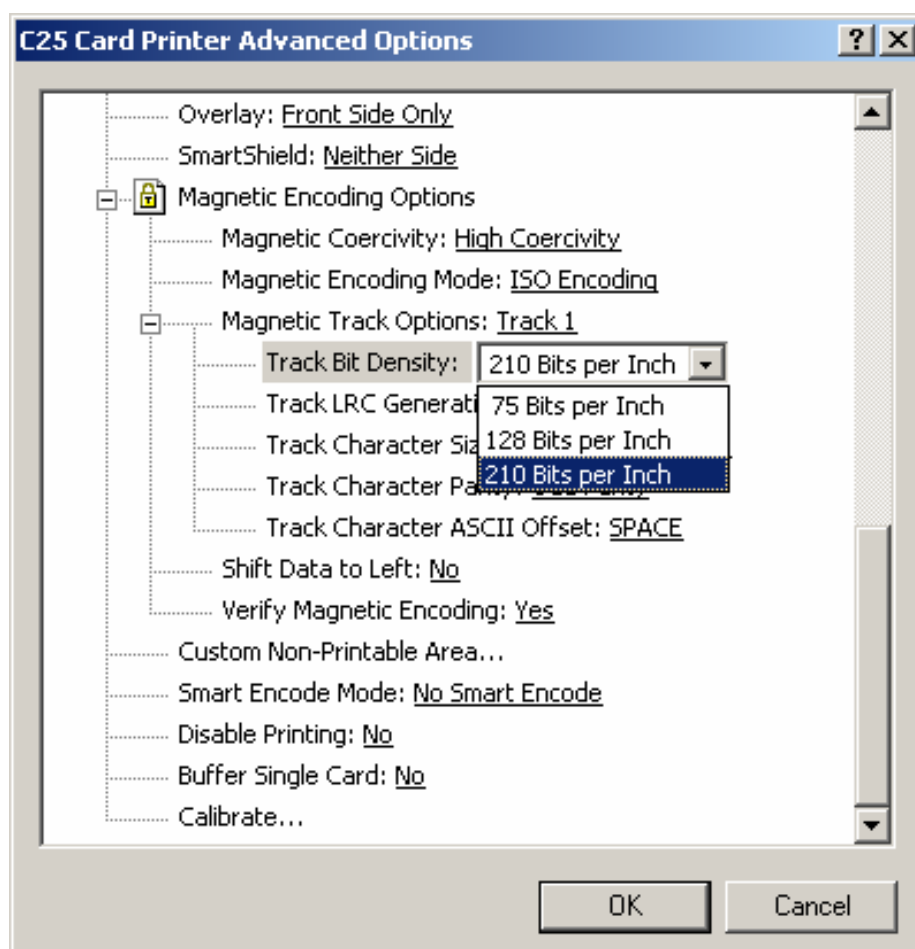 C25 Card Printer Advanced Options
Overlay: Front Side Only
SmartShield: Neither Side
Magnetic Encoding Options
Magnetic Coercivity: High Coercivity
Magnetic Encoding Mode: ISO Encoding
Magnetic Track Options: Track 1
Track Bit Density: 210 Bits per Inch
Track LRC Generati 75 Bits per Inch
128 Bits per Inch
Track Character Siz
210 Bits per Inch
Track Character
Track Character ASCII Offset: SPACE
Shift Data to Left: No
Verify Magnetic Encoding: Yes
Custom Non-Printable Area...
Smart Encode Mode: No Smart Encode
Disable Printing: No
Buffer Single Card: No
Calibrate...
OK Cancel